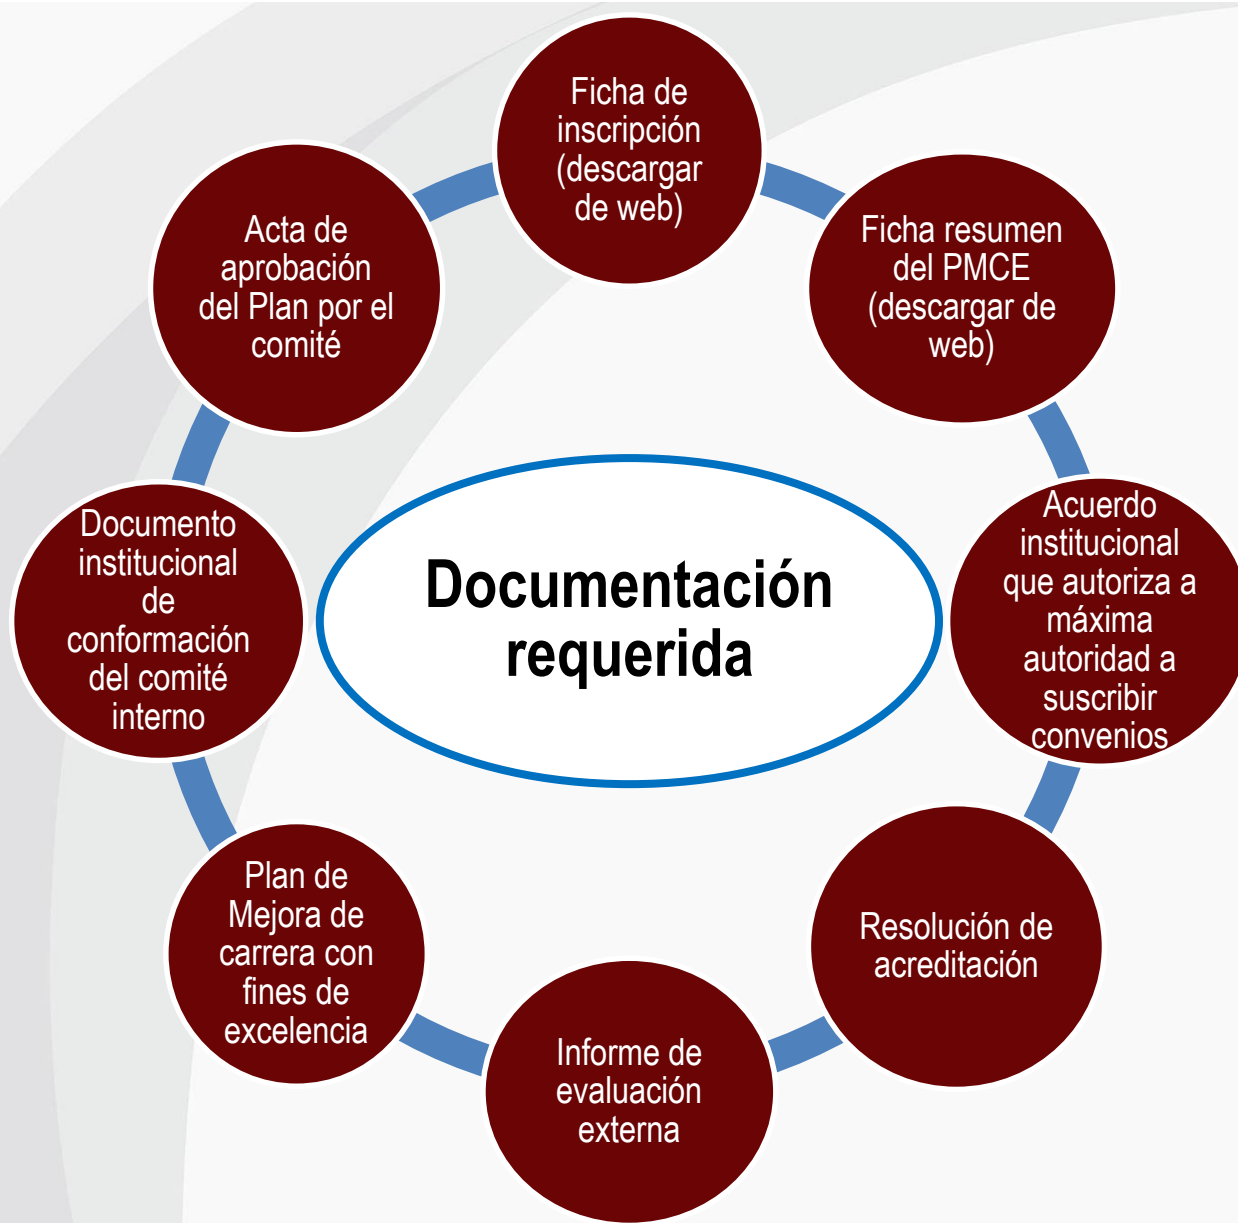 Ficha de
inscripción
(descargar
de web)
Ficha resumen
del PMCE
(descargar de
web)
Acuerdo
institucional
que autoriza a
máxima
autoridad a
suscribir
convenios
Resolución de
acreditación
Informe de
evaluación
externa
Plan de
Mejora de
carrera con
fines de
excelencia
Documento
institucional
de
conformación
del comité
interno
Acta de
aprobación
del Plan por el
comité
Documentación
requerida